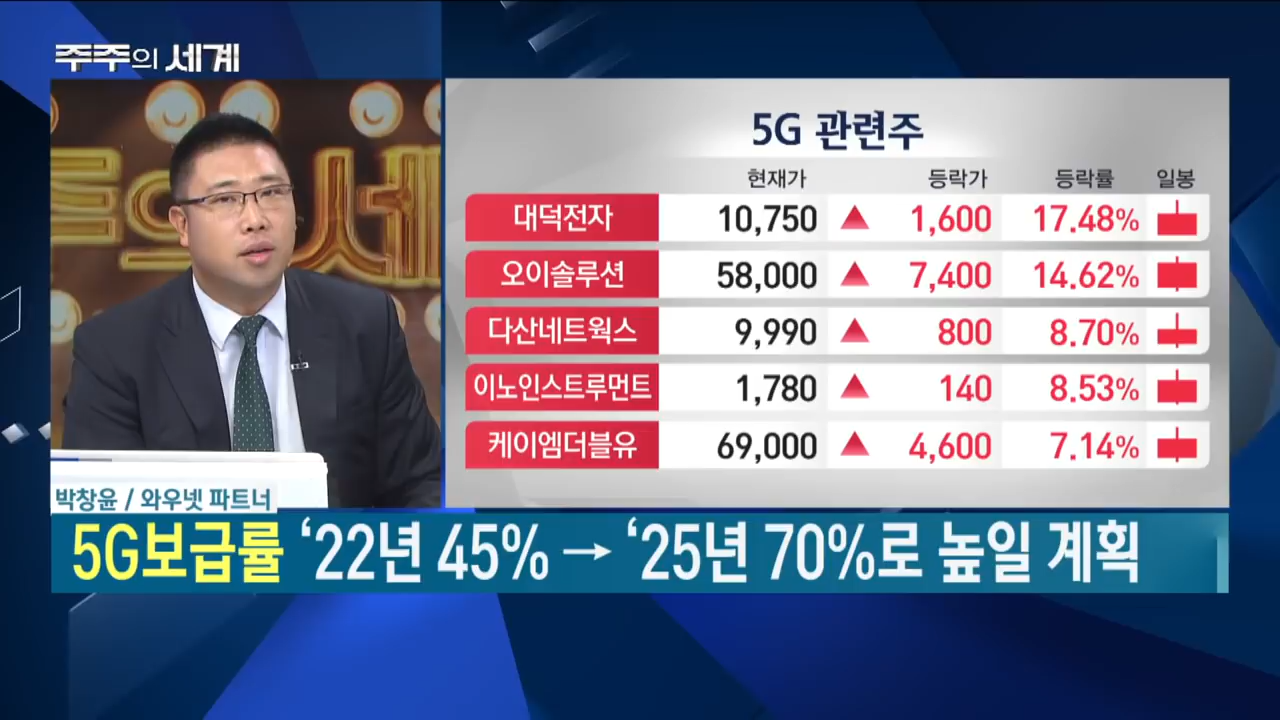 주주의 세계
주의 세
5G 관련주
현재가 등락가 등락률 일봉
대덕전자 10,750 ▲ 1,600 17.48%
오이솔루션 58,000 ▲ 7,400 14.62%
다산네트웍스 9,990 ▲ 800 8.70%
이노인스트루먼트 1,780 ▲ 140 8.53%
케이엠더블유 69,000 ▲ 4,600 7.14%
박창윤 / 와우넷 파트너
5G보급률 ‘22년 45% → ‘25년 70%로 높일 계획